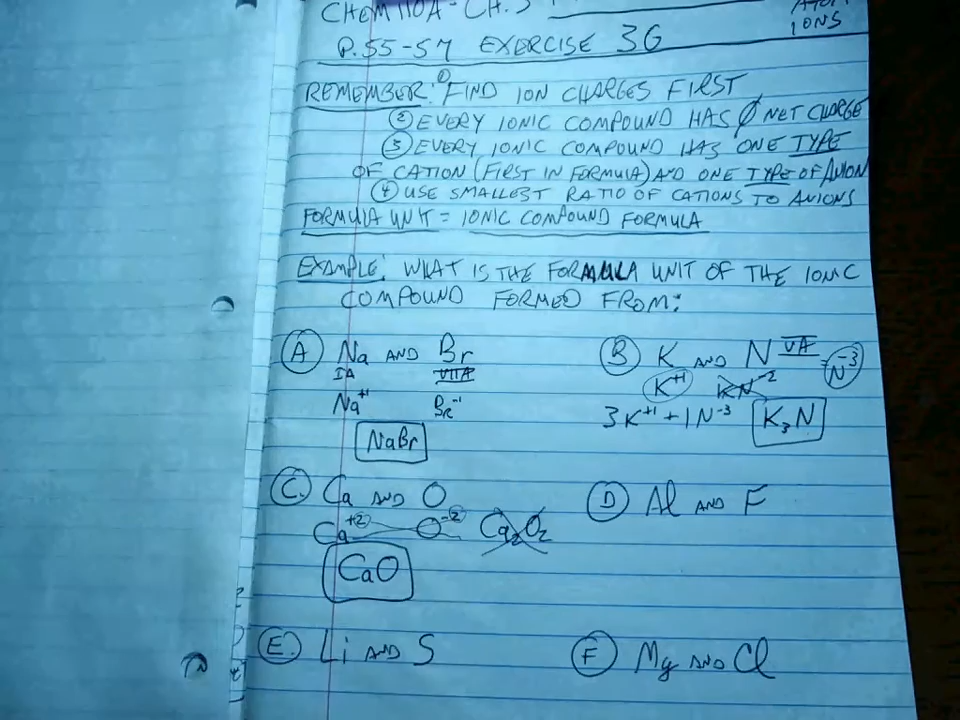 CHEM 110A - CH. 3
IONS
P. 55-57 EXERCISE 3G
REMEMBER: ① FIND ION CHARGES FIRST
② EVERY IONIC COMPOUND HAS 0 NET CHARGE
③ EVERY IONIC COMPOUND HAS ONE TYPE
OF CATION (FIRST IN FORMULA) AND ONE TYPE OF ANION
④ USE SMALLEST RATIO OF CATIONS TO ANIONS
FORMULA UNIT = IONIC COMPOUND FORMULA
EXAMPLE: WHAT IS THE FORMULA UNIT OF THE IONIC
COMPOUND FORMED FROM:
Ⓐ Na AND Br
IA VIIA
Na⁺¹ Br⁻¹
NaBr
Ⓑ K AND N VA
K⁺¹ KN⁻² N⁻³
3K⁺¹ + 1N⁻³ K₃N
Ⓒ Ca AND O
Ca⁺² O⁻² Ca₂O₂
CaO
Ⓓ Al AND F
Ⓔ Li AND S
Ⓕ Mg AND Cl